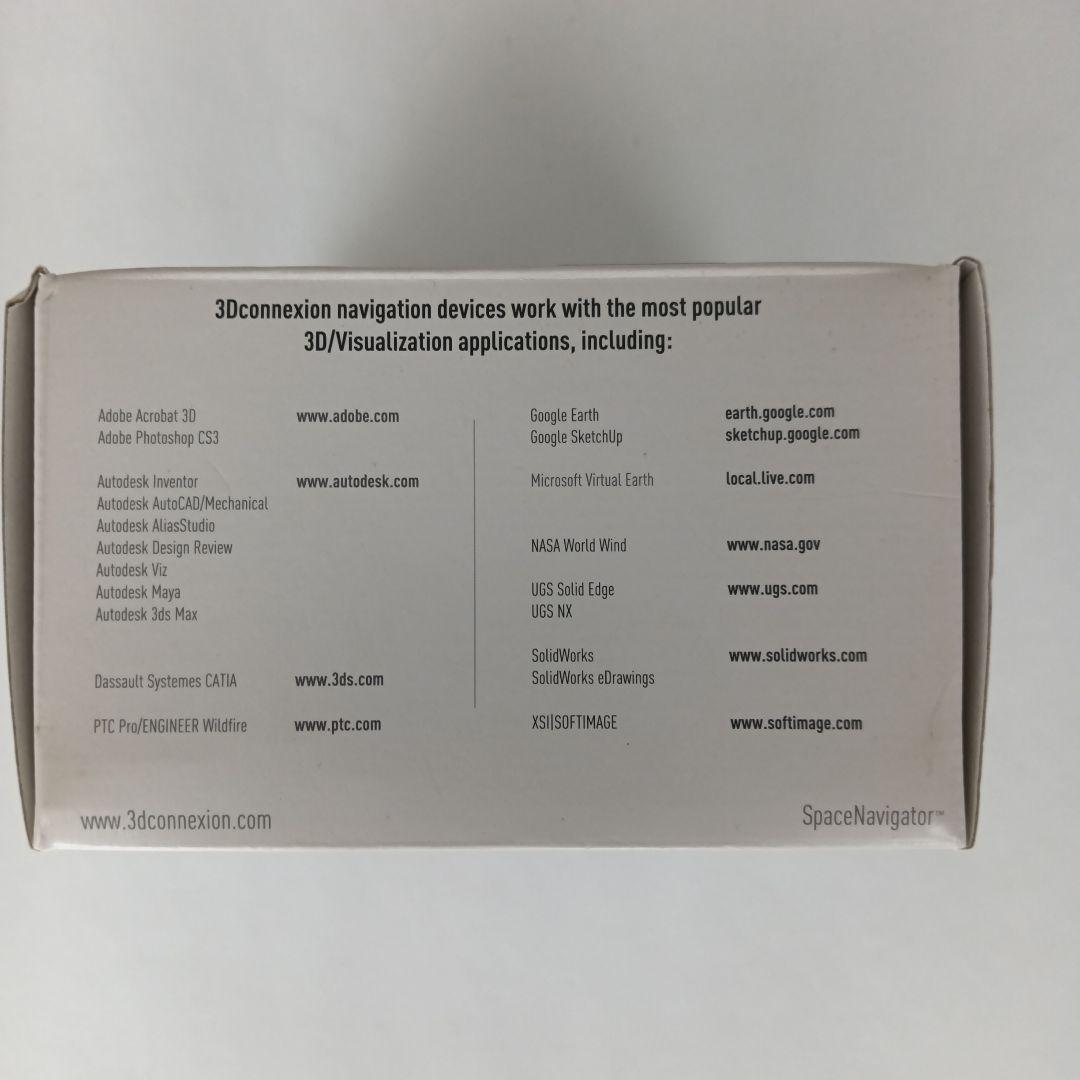 3Dconnexion navigation devices work with the most popular
3D/Visualization applications, including:
Adobe Acrobat 3D www.adobe.com
Adobe Photoshop CS3
Autodesk Inventor www.autodesk.com
Autodesk AutoCAD/Mechanical
Autodesk AliasStudio
Autodesk Design Review
Autodesk Viz
Autodesk Maya
Autodesk 3ds Max
Dassault Systemes CATIA www.3ds.com
PTC Pro/ENGINEER Wildfire www.ptc.com
Google Earth earth.google.com
Google SketchUp sketchup.google.com
Microsoft Virtual Earth local.live.com
NASA World Wind www.nasa.gov
UGS Solid Edge www.ugs.com
UGS NX
SolidWorks www.solidworks.com
SolidWorks eDrawings
XSI|SOFTIMAGE www.softimage.com
www.3dconnexion.com
SpaceNavigator™